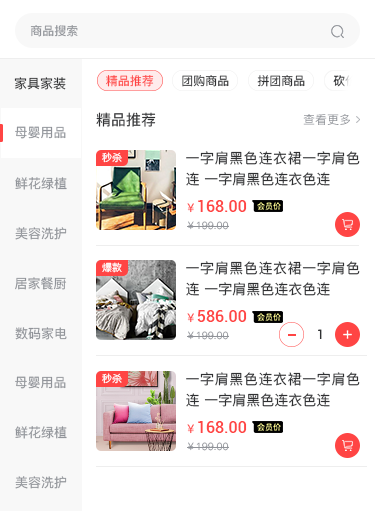 商品搜索
家具家装
母婴用品
鲜花绿植
美容洗护
居家餐厨
数码家电
母婴用品
鲜花绿植
美容洗护
精品推荐
团购商品
拼团商品
精品推荐
查看更多
秒杀
一字肩黑色连衣裙一字肩色
连 一字肩黑色连衣色连
￥168.00
会员价
￥199.00
爆款
一字肩黑色连衣裙一字肩色
连 一字肩黑色连衣色连
￥586.00
会员价
￥199.00
1
秒杀
一字肩黑色连衣裙一字肩色
连 一字肩黑色连衣色连
￥168.00
会员价
￥199.00